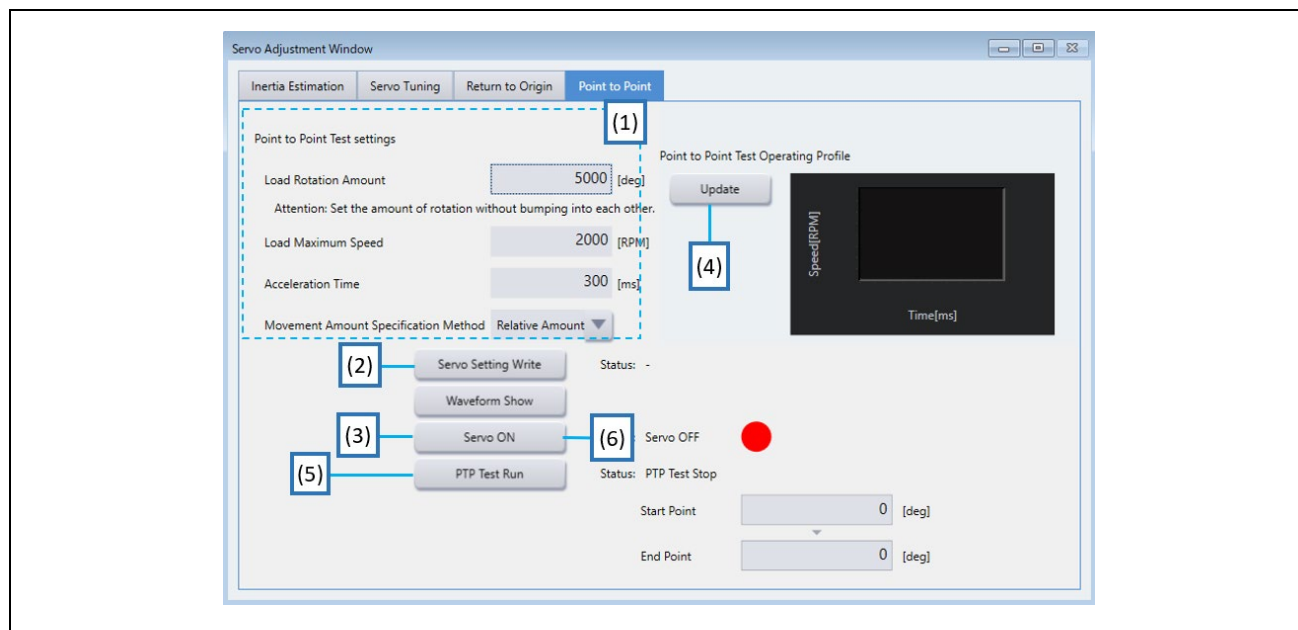 Servo Adjustment Window
Inertia Estimation Servo Tuning Return to Origin Point to Point
(1)
Point to Point Test settings
Load Rotation Amount 5000 [deg]
Attention: Set the amount of rotation without bumping into each other.
Load Maximum Speed 2000 [RPM]
Acceleration Time 300 [ms]
Movement Amount Specification Method Relative Amount
Point to Point Test Operating Profile
Update
(4)
Speed[RPM]
Time[ms]
(2) Servo Setting Write Status: -
Waveform Show
(3) Servo ON (6) : Servo OFF
(5) PTP Test Run Status: PTP Test Stop
Start Point 0 [deg]
End Point 0 [deg]